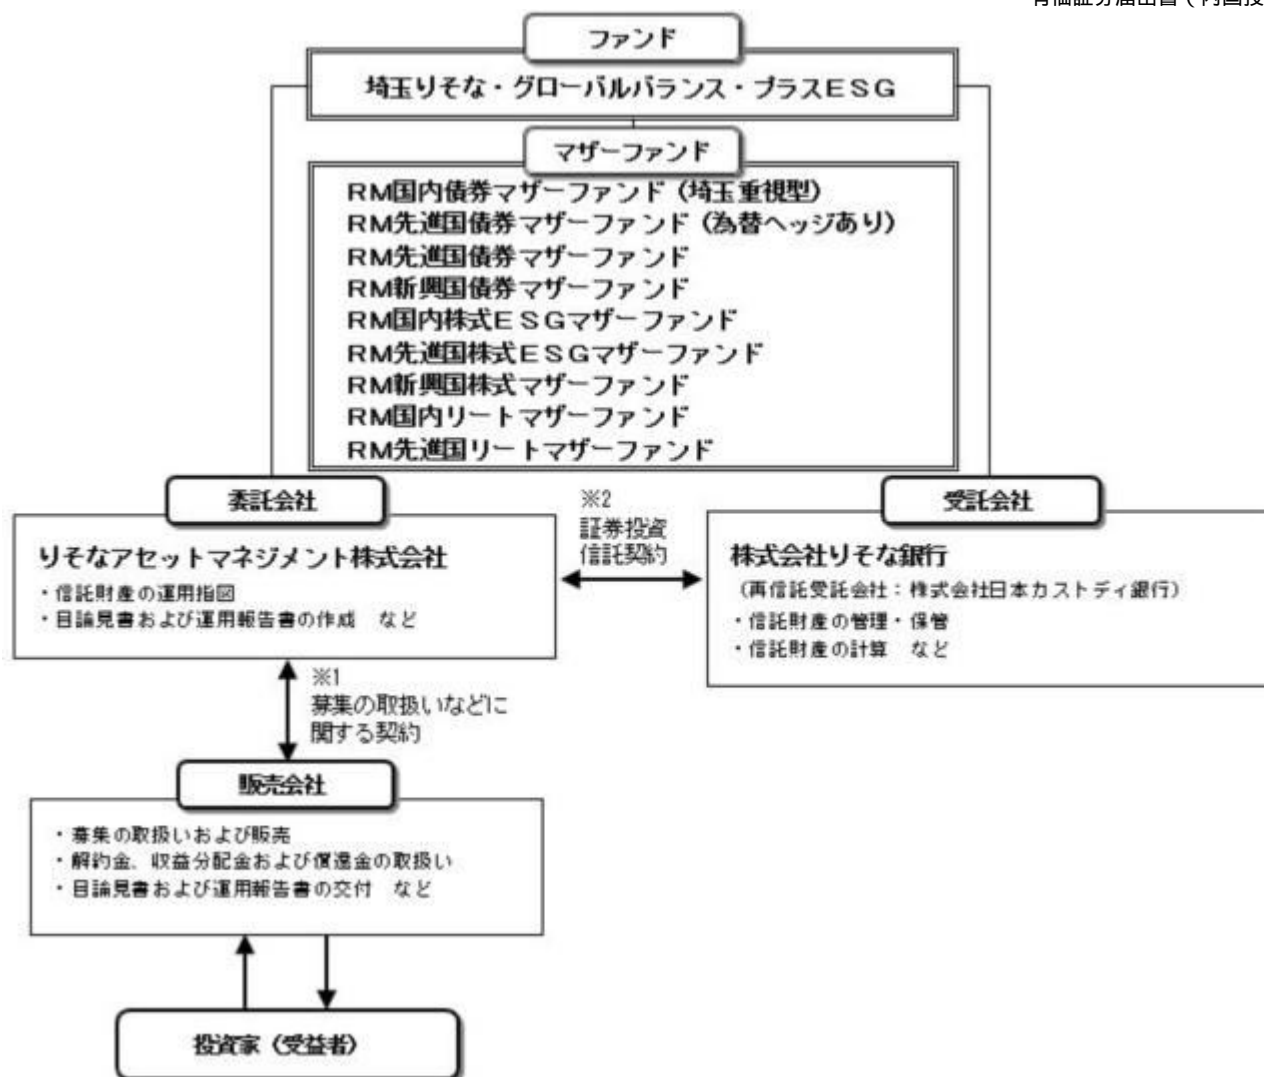 有価証券届出書(内国投
ファンド
埼玉りそな・グローバルバランス・プラスESG
マザーファンド
RM国内債券マザーファンド(埼玉重視型)
RM先進国債券マザーファンド(為替ヘッジあり)
RM先進国債券マザーファンド
RM新興国債券マザーファンド
RM国内株式ESGマザーファンド
RM先進国株式ESGマザーファンド
RM新興国株式マザーファンド
RM国内リートマザーファンド
RM先進国リートマザーファンド
委託会社
りそなアセットマネジメント株式会社
・信託財産の運用指図
・目論見書および運用報告書の作成 など
※2
証券投資
信託契約
受託会社
株式会社りそな銀行
(再信託受託会社:株式会社日本カストディ銀行)
・信託財産の管理・保管
・信託財産の計算 など
※1
募集の取扱いなどに
関する契約
販売会社
・募集の取扱いおよび販売
・解約金、収益分配金および償還金の取扱い
・目論見書および運用報告書の交付 など
投資家(受益者)